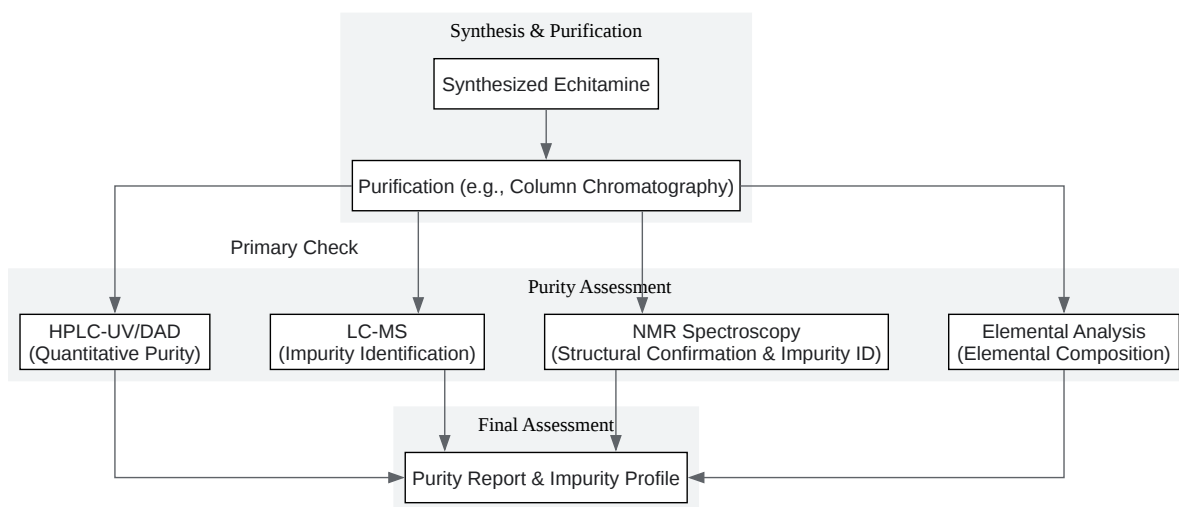 Synthesis & Purification
Synthesized Echitamine
Purification (e.g., Column Chromatography)
Primary Check
Purity Assessment
HPLC-UV/DAD
(Quantitative Purity)
LC-MS
(Impurity Identification)
NMR Spectroscopy
(Structural Confirmation & Impurity ID)
Elemental Analysis
(Elemental Composition)
Final Assessment
Purity Report & Impurity Profile